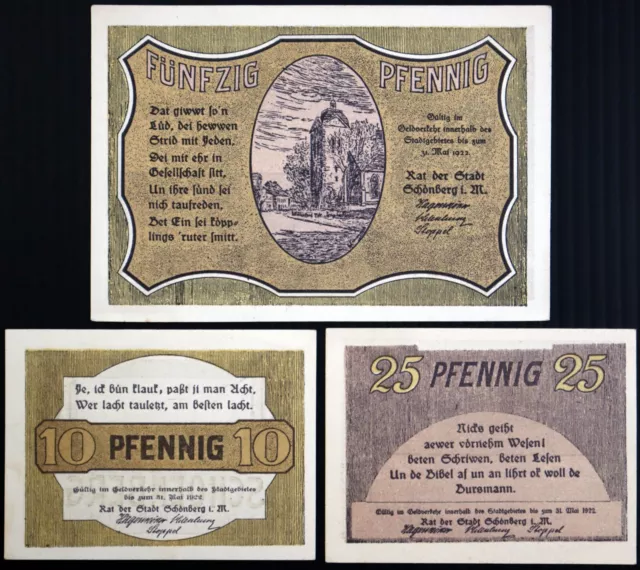 FÜNFZIG PFENNIG
Dat giwwt so'n
Lüd, dei hewwen
Strid mit Jeden.
Dei mit ehr in
Gesellschaft sitt.
Un ihre sünd sei
nich taufreden.
Bet Ein sei köpp-
lings 'ruter smitt.
Gültig im
Geldverkehr innerhalb des
Stadtgebietes bis zum
31. Mai 1922.
Rat der Stadt
Schönberg i. M.
Je, ick bün klauk, paßt ji man Acht.
Wer lacht tauletzt, am besten lacht.
10 PFENNIG 10
Gültig im Geldverkehr innerhalb des Stadtgebietes
bis zum 31. Mai 1922.
Rat der Stadt Schönberg i. M.
25 PFENNIG 25
Nicks geiht
aewer vörnehm Wesen!
beten Schriwen, beten Lesen
Un de Bibel af un an lihrt ok woll de
Bursmann.
Gültig im Geldverkehr innerhalb des Stadtgebietes bis zum 31. Mai 1922.
Rat der Stadt Schönberg i. M.